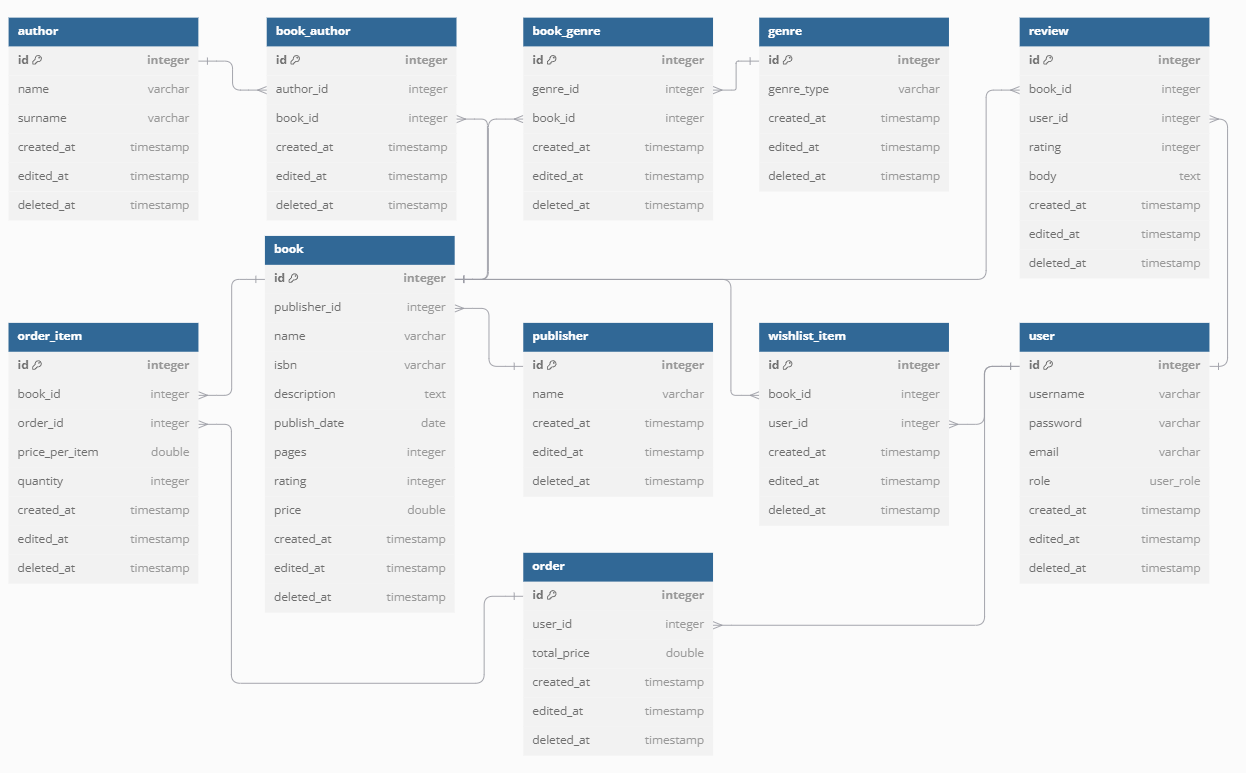 author
id integer
name varchar
surname varchar
created_at timestamp
edited_at timestamp
deleted_at timestamp
book_author
id integer
author_id integer
book_id integer
created_at timestamp
edited_at timestamp
deleted_at timestamp
book_genre
id integer
genre_id integer
book_id integer
created_at timestamp
edited_at timestamp
deleted_at timestamp
genre
id integer
genre_type varchar
created_at timestamp
edited_at timestamp
deleted_at timestamp
review
id integer
book_id integer
user_id integer
rating integer
body text
created_at timestamp
edited_at timestamp
deleted_at timestamp
book
id integer
publisher_id integer
name varchar
isbn varchar
description text
publish_date date
pages integer
rating integer
price double
created_at timestamp
edited_at timestamp
deleted_at timestamp
order_item
id integer
book_id integer
order_id integer
price_per_item double
quantity integer
created_at timestamp
edited_at timestamp
deleted_at timestamp
publisher
id integer
name varchar
created_at timestamp
edited_at timestamp
deleted_at timestamp
wishlist_item
id integer
book_id integer
user_id integer
created_at timestamp
edited_at timestamp
deleted_at timestamp
user
id integer
username varchar
password varchar
email varchar
role user_role
created_at timestamp
edited_at timestamp
deleted_at timestamp
order
id integer
user_id integer
total_price double
created_at timestamp
edited_at timestamp
deleted_at timestamp